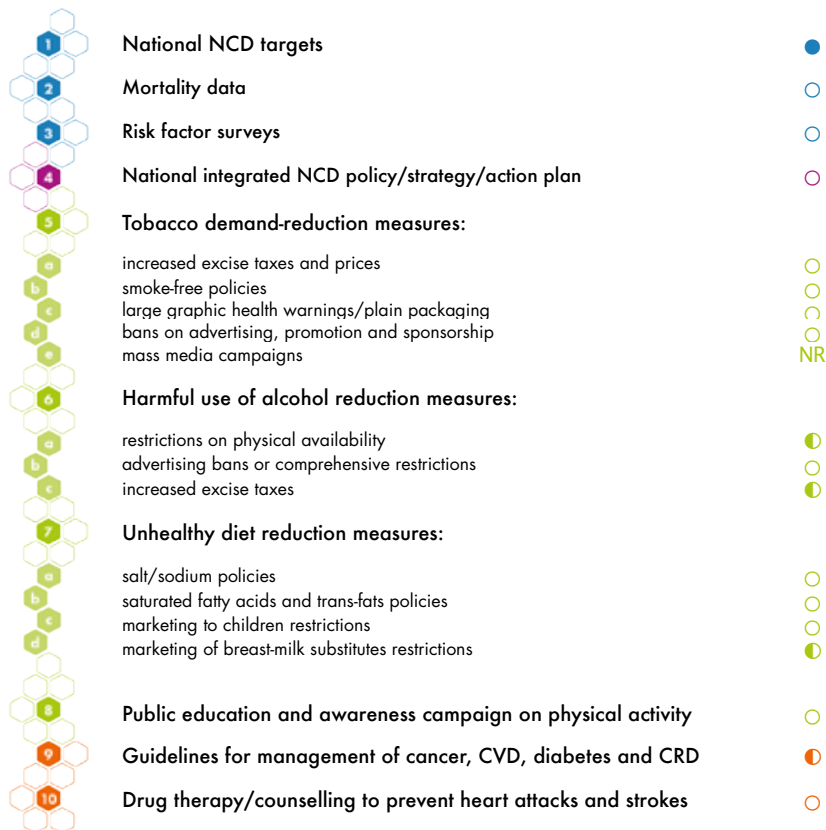 1 National NCD targets
2 Mortality data
3 Risk factor surveys
4 National integrated NCD policy/strategy/action plan
5 Tobacco demand-reduction measures:
a increased excise taxes and prices
b smoke-free policies
c large graphic health warnings/plain packaging
d bans on advertising, promotion and sponsorship
e mass media campaigns NR
6 Harmful use of alcohol reduction measures:
a restrictions on physical availability
b advertising bans or comprehensive restrictions
c increased excise taxes
7 Unhealthy diet reduction measures:
a salt/sodium policies
b saturated fatty acids and trans-fats policies
c marketing to children restrictions
d marketing of breast-milk substitutes restrictions
8 Public education and awareness campaign on physical activity
9 Guidelines for management of cancer, CVD, diabetes and CRD
10 Drug therapy/counselling to prevent heart attacks and strokes